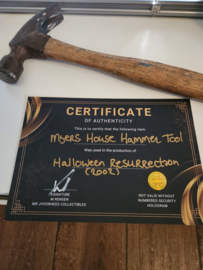 CERTIFICATE
OF AUTHENTICITY
This is to certify that the following item
Myers House Hammer Tool
Was used in the production of
Halloween Resurrection
(2002)
SIGNATURE
NOT VALID WITHOUT
NUMBERED SECURITY
HOLOGRAM